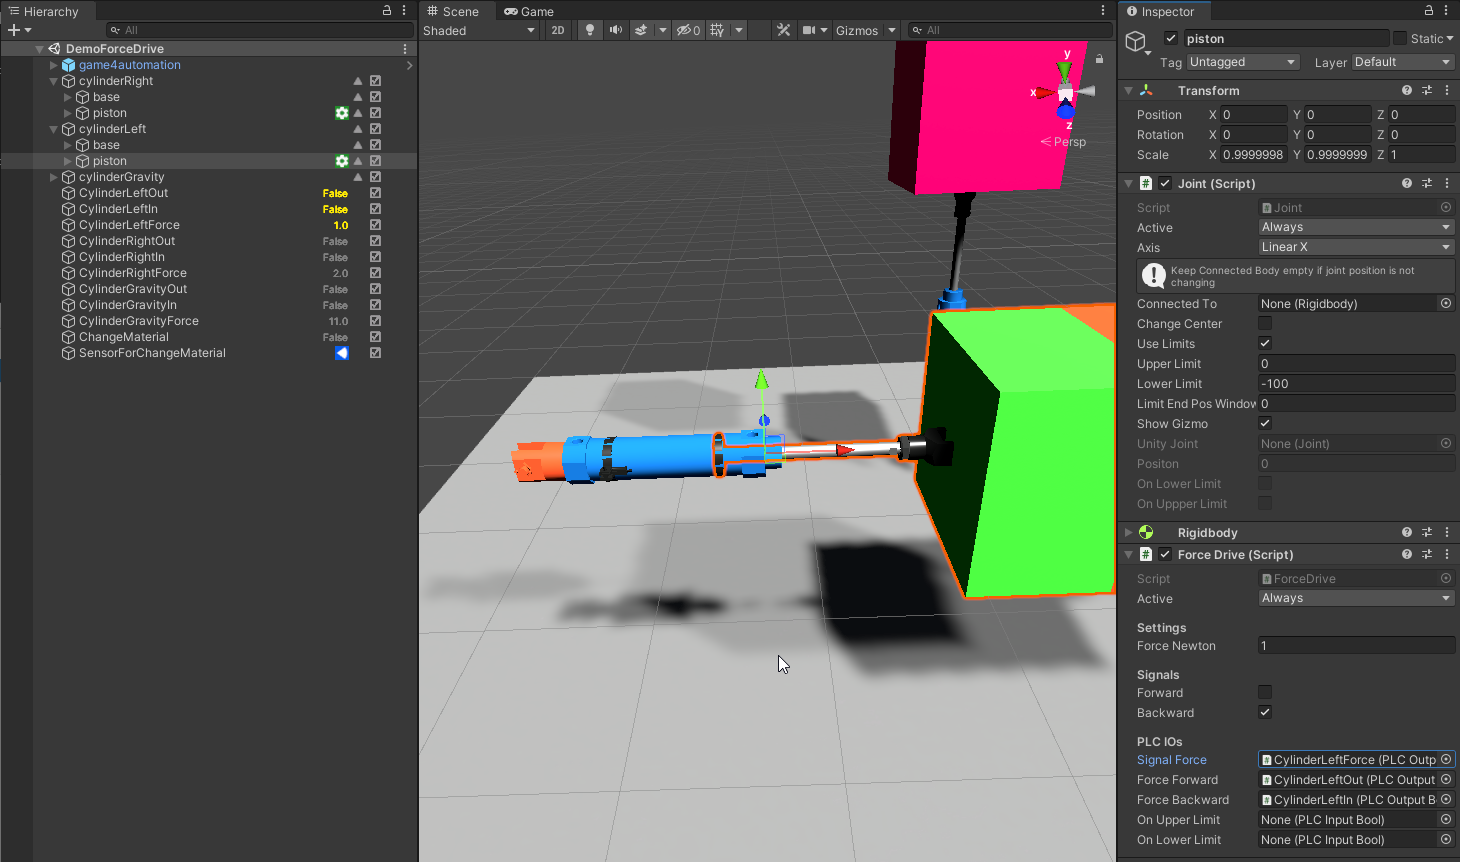 Hierarchy
All
DemoForceDrive
game4automation
cylinderRight
base
piston
cylinderLeft
base
piston
cylinderGravity
CylinderLeftOut False
CylinderLeftIn False
CylinderLeftForce 1.0
CylinderRightOut False
CylinderRightIn False
CylinderRightForce 2.0
CylinderGravityOut False
CylinderGravityIn False
CylinderGravityForce 11.0
ChangeMaterial False
SensorForChangeMaterial
Scene Game
Shaded 2D 0 Gizmos All
y
x
z
Persp
Inspector
piston Static
Tag Untagged Layer Default
Transform
Position X 0 Y 0 Z 0
Rotation X 0 Y 0 Z 0
Scale X 0.9999998 Y 0.9999999 Z 1
# Joint (Script)
Script # Joint
Active Always
Axis Linear X
Keep Connected Body empty if joint position is not
changing
Connected To None (Rigidbody)
Change Center
Use Limits
Upper Limit 0
Lower Limit -100
Limit End Pos Window 0
Show Gizmo
Unity Joint None (Joint)
Positon 0
On Lower Limit
On Uppper Limit
Rigidbody
# Force Drive (Script)
Script # ForceDrive
Active Always
Settings
Force Newton 1
Signals
Forward
Backward
PLC IOs
Signal Force # CylinderLeftForce (PLC Outp
Force Forward # CylinderLeftOut (PLC Output
Force Backward # CylinderLeftIn (PLC Output B
On Upper Limit None (PLC Input Bool)
On Lower Limit None (PLC Input Bool)